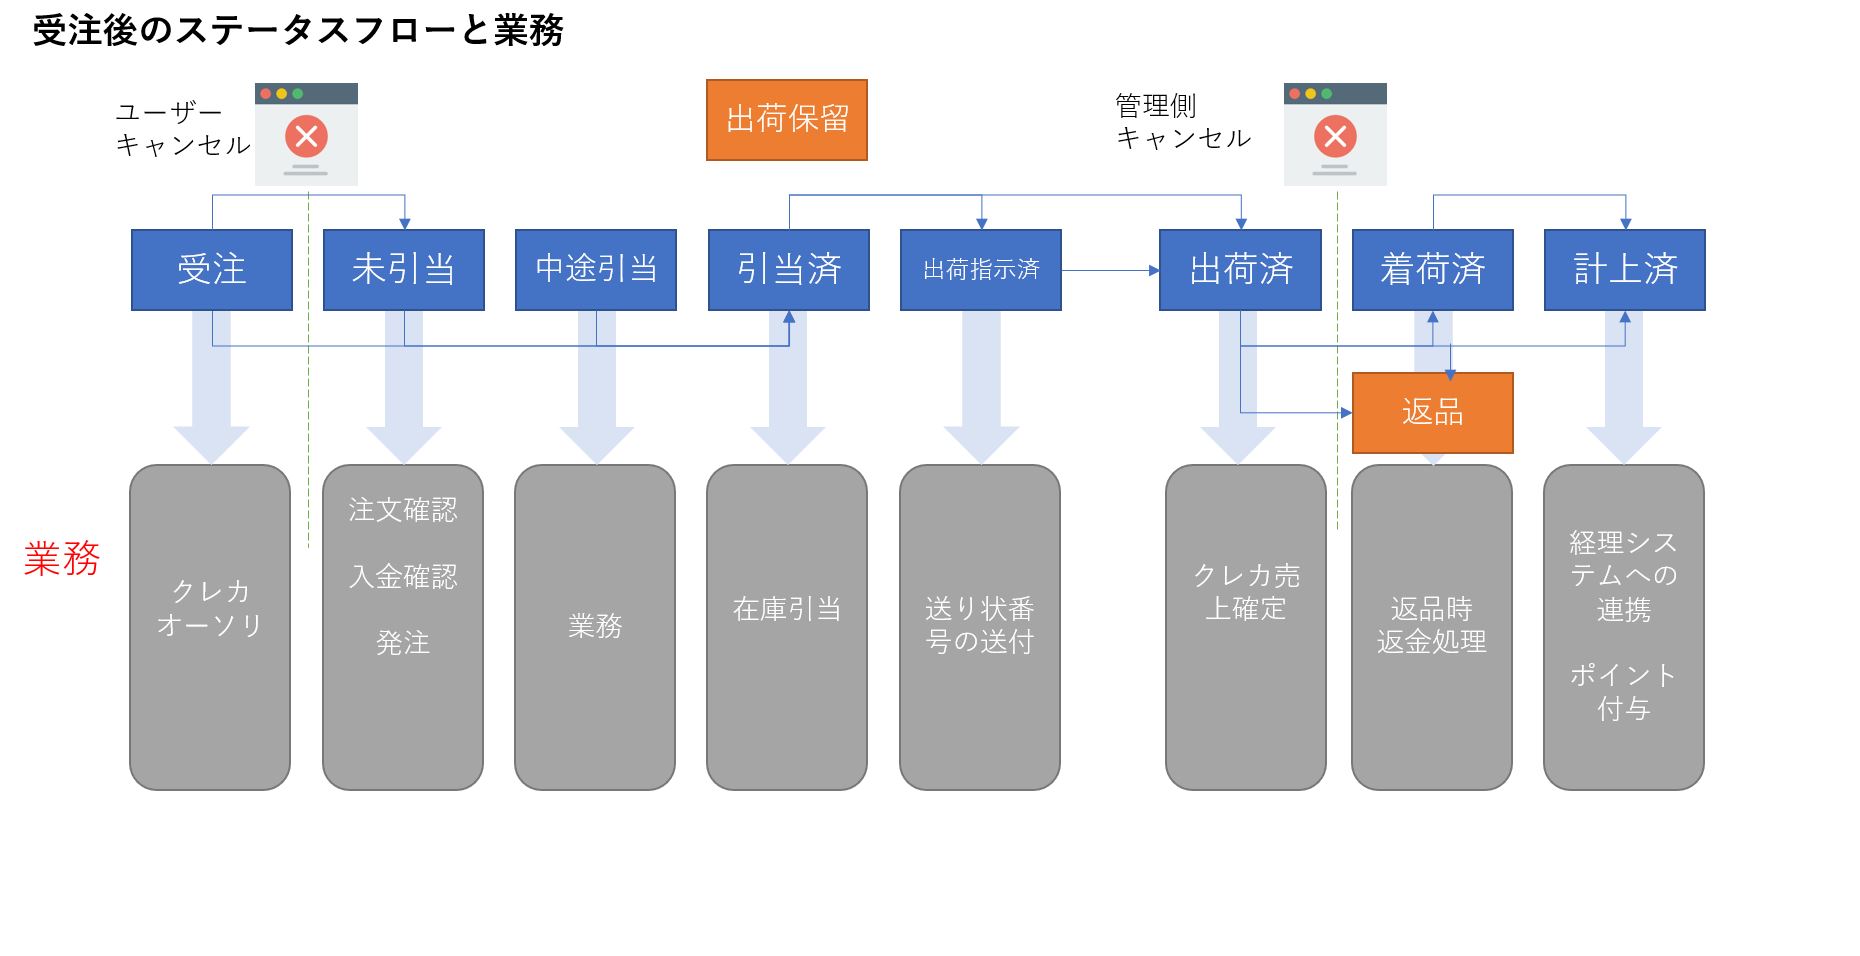 受注後のステータスフローと業務
ユーザー
キャンセル
出荷保留
管理側
キャンセル
受注
未引当
中途引当
引当済
出荷指示済
出荷済
着荷済
計上済
返品
業務
クレカ
オーソリ
注文確認
入金確認
発注
業務
在庫引当
送り状番
号の送付
クレカ売
上確定
返品時
返金処理
経理シス
テムへの
連携
ポイント
付与